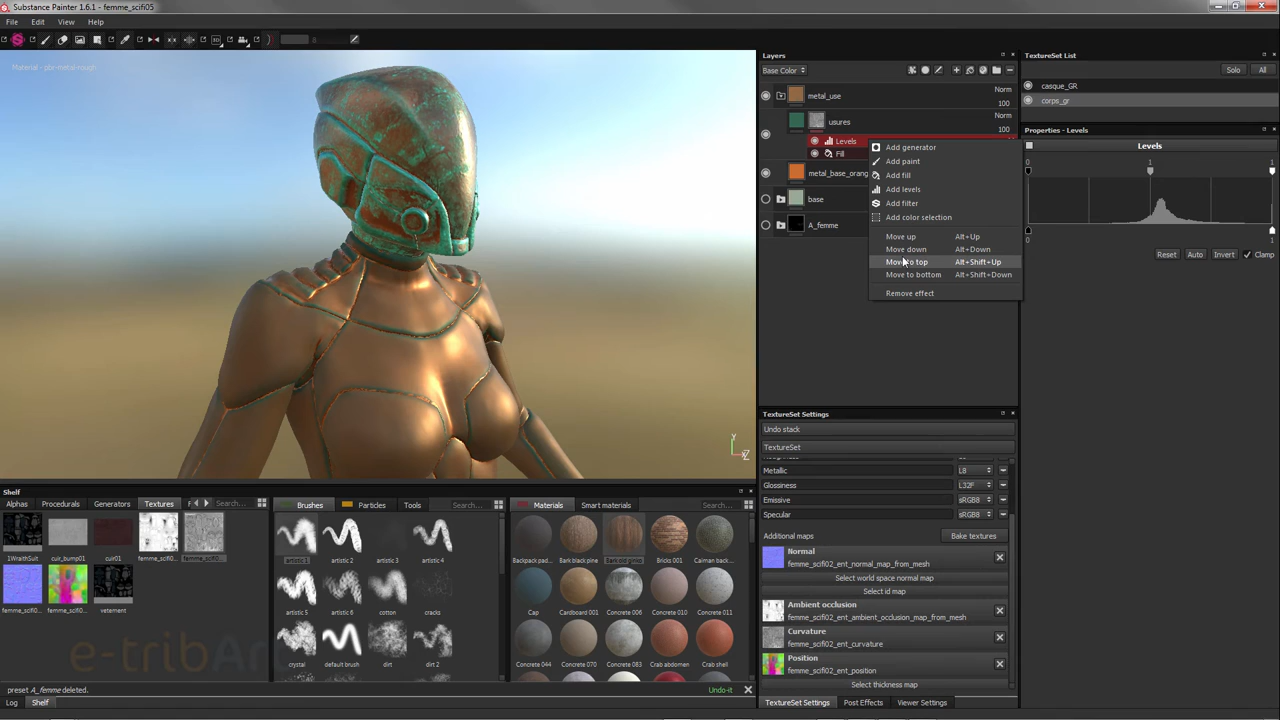 Substance Painter 1.6.1 - femme_scifi05
File Edit View Help
Material - pbr-metal-rough
Layers
Base Color
metal_use Norm 100
usures Norm 100
Levels
Fill
metal_base_orang
base
A_femme
Add generator
Add paint
Add fill
Add levels
Add filter
Add color selection
Move up Alt+Up
Move down Alt+Down
Move to top Alt+Shift+Up
Move to bottom Alt+Shift+Down
Remove effect
TextureSet List
Solo All
casque_GR
corps_gr
Properties - Levels
Levels
0 1 1
Reset Auto Invert Clamp
TextureSet Settings
Undo stack
TextureSet
Metallic L8
Glossiness L32F
Emissive sRGB8
Specular sRGB8
Additional maps Bake textures
Normal
femme_scifi02_ent_normal_map_from_mesh
Select world space normal map
Select id map
Ambient occlusion
femme_scifi02_ent_ambient_occlusion_map_from_mesh
Curvature
femme_scifi02_ent_curvature
Position
femme_scifi02_ent_position
Select thickness map
TextureSet Settings Post Effects Viewer Settings
Shelf
Alphas Procedurals Generators Textures Search...
1WraithSuit cuir_bump01 cuir01 femme_scifi0... femme_scifi0...
femme_scifi0... femme_scifi0... vetement
Brushes Particles Tools Search...
artistic 1 artistic 2 artistic 3 artistic 4
artistic 5 artistic 6 cotton cracks
crystal default brush dirt dirt 2
Materials Smart materials Search...
Backpack pad... Bark black pine Bricks 001 Caiman back...
Cap Cardboard 001 Concrete 006 Concrete 010 Concrete 011
Concrete 044 Concrete 070 Concrete 083 Crab abdomen Crab shell
e-tribArt
preset A_femme deleted. Undo-it
Log Shelf
y
Z